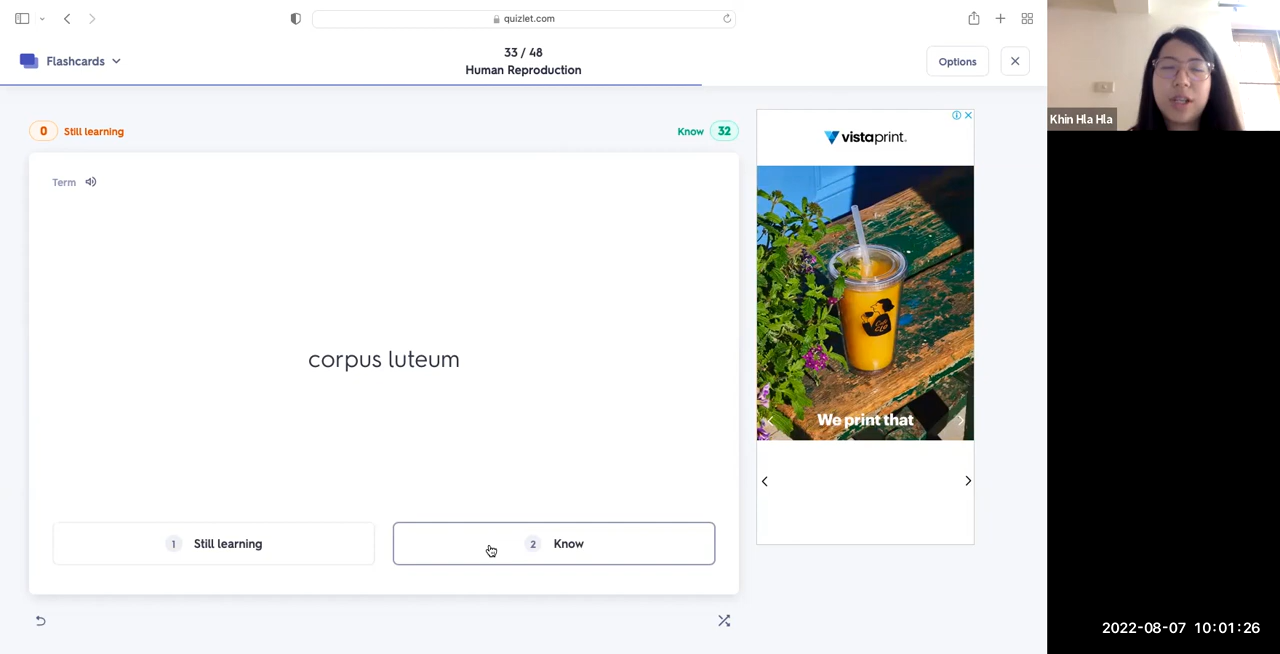 quizlet.com
Flashcards
33 / 48
Human Reproduction
Options
0 Still learning
Know 32
Term
corpus luteum
1 Still learning
2 Know
vistaprint.
We print that
Khin Hla Hla
2022-08-07 10:01:26